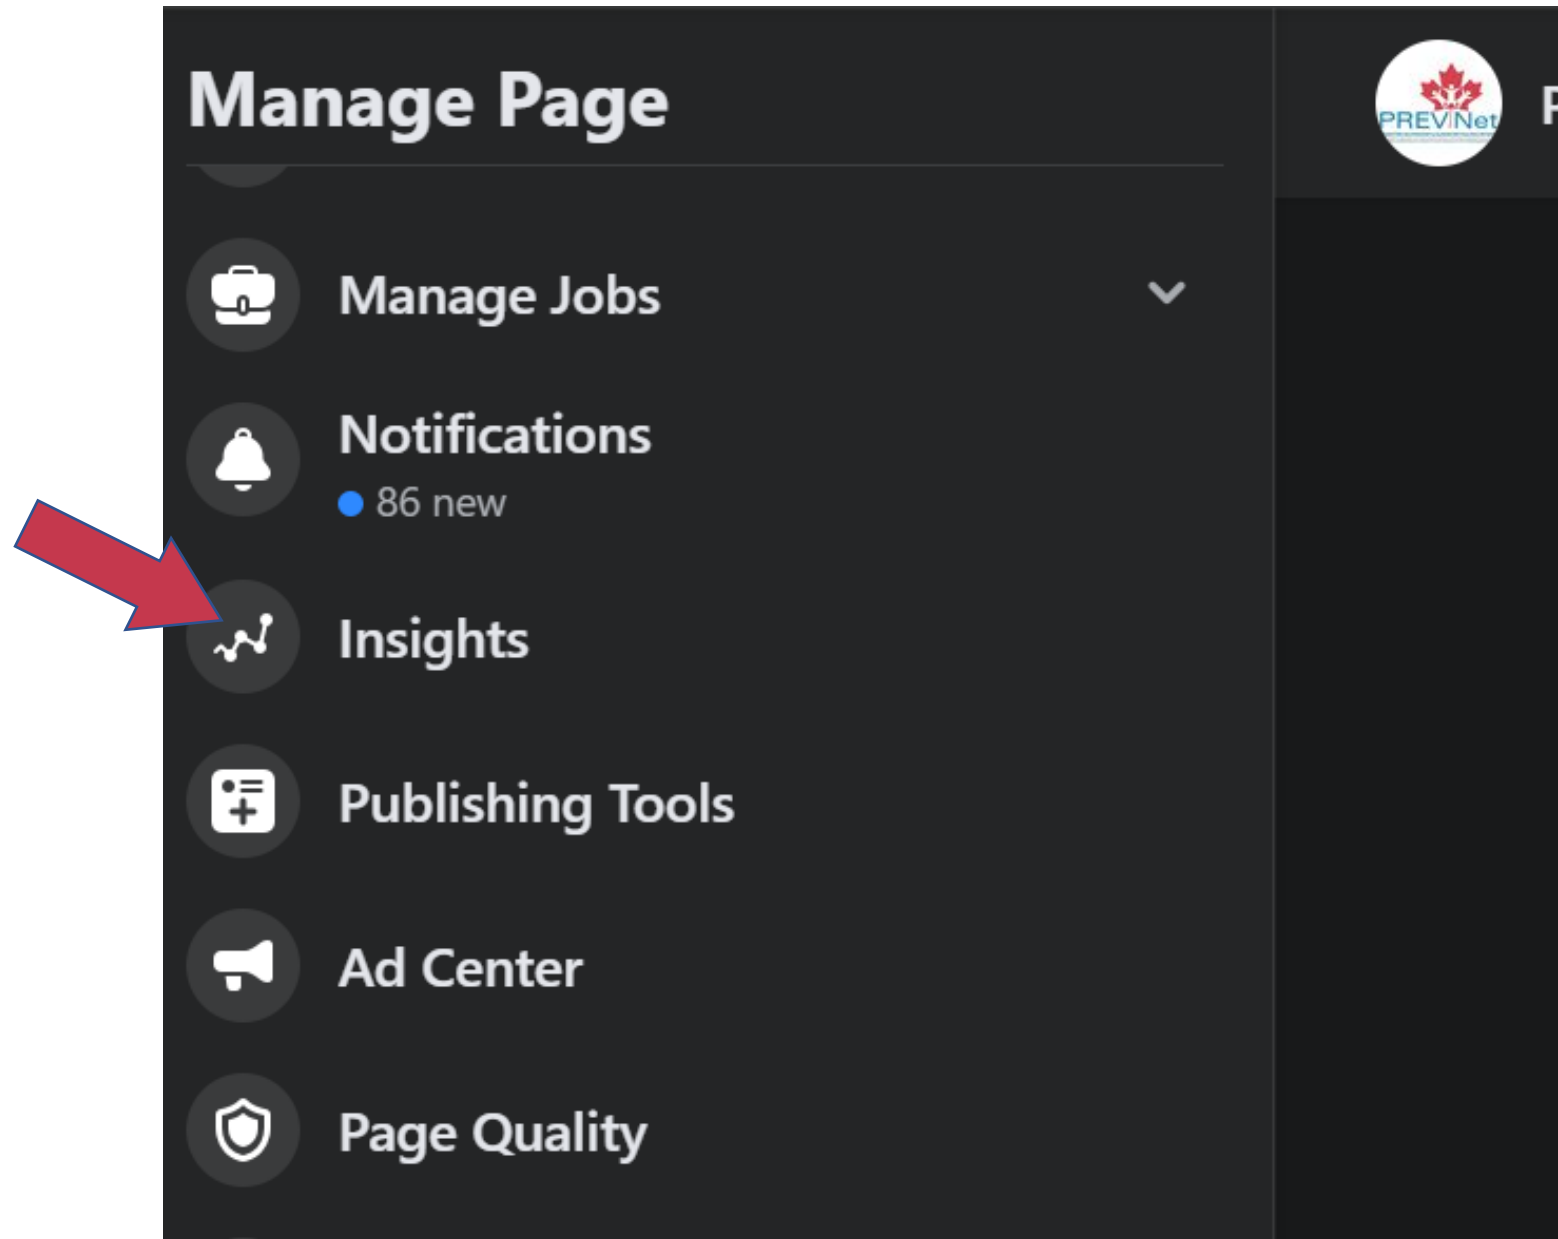 Manage Page
PREVNet
P
Manage Jobs
Notifications
86 new
Insights
Publishing Tools
Ad Center
Page Quality